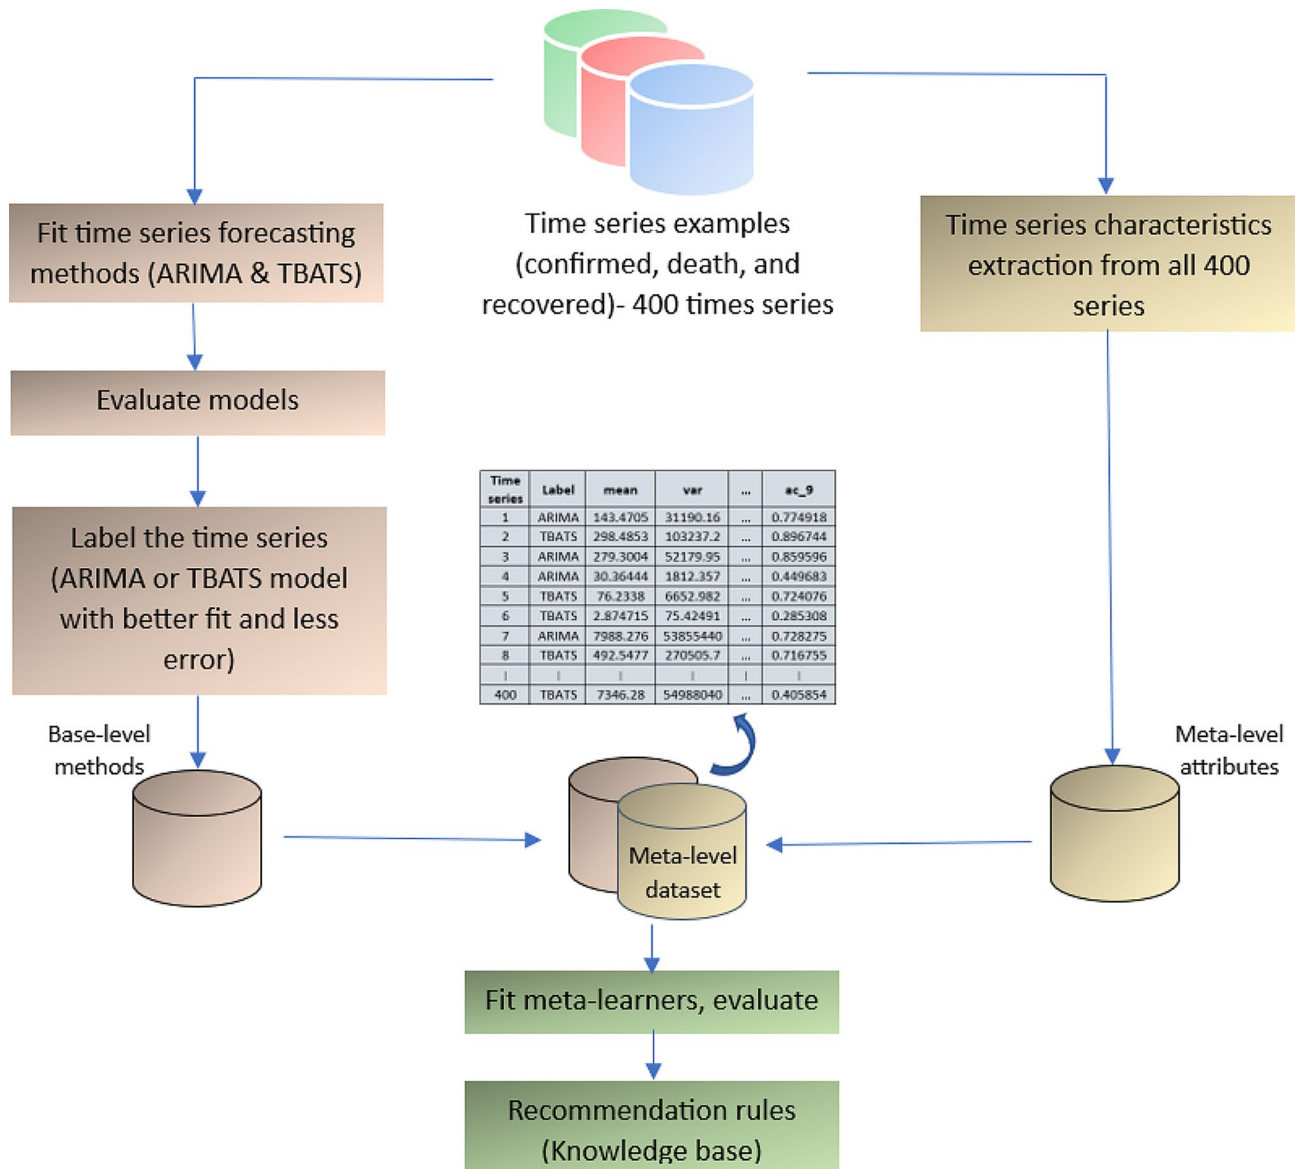 Time series examples
(confirmed, death, and
recovered)- 400 times series
Fit time series forecasting
methods (ARIMA & TBATS)
Evaluate models
Label the time series
(ARIMA or TBATS model
with better fit and less
error)
Base-level
methods
Time series characteristics
extraction from all 400
series
Meta-level
attributes
Time series Label mean var ... ac_9
1 ARIMA 143.4705 31190.16 ... 0.774918
2 TBATS 298.4853 103237.2 ... 0.896744
3 ARIMA 279.3004 52179.95 ... 0.859596
4 ARIMA 30.36444 1812.357 ... 0.449683
5 TBATS 76.2338 6652.982 ... 0.724076
6 TBATS 2.874715 75.42491 ... 0.285308
7 ARIMA 7988.276 53855440 ... 0.728275
8 TBATS 492.5477 270505.7 ... 0.716755
| | | | | |
400 TBATS 7346.28 54988040 ... 0.405854
Meta-level
dataset
Fit meta-learners, evaluate
Recommendation rules
(Knowledge base)